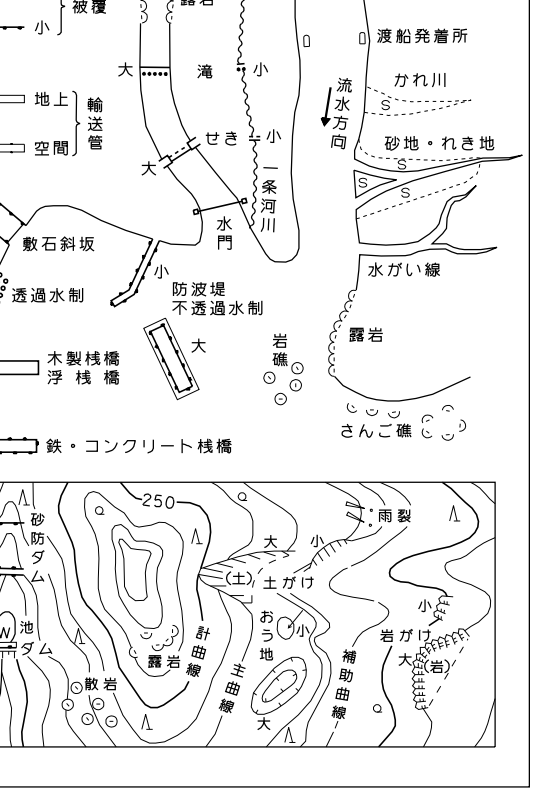 被覆
露岩
小
渡船発着所
大
滝
小
かれ川
地上
輸送管
空間
流水方向
S
砂地・れき地
せき
小
大
S
S
S
一条河川
水門
敷石斜坂
小
水がい線
透過水制
防波堤
不透過水制
大
岩礁
露岩
木製桟橋
浮桟橋
さんご礁
鉄・コンクリート桟橋
250
砂防ダム
雨裂
大
小
(土)
土がけ
小
池
ダム
W
計曲線
おう地
小
岩がけ
大
(岩)
露岩
主曲線
補助曲線
散岩
大